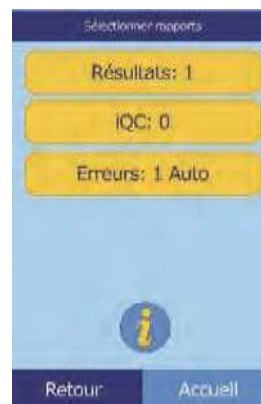 Sélectionner rapports
Résultats: 1
iQC: 0
Erreurs: 1 Auto
Retour Accueil